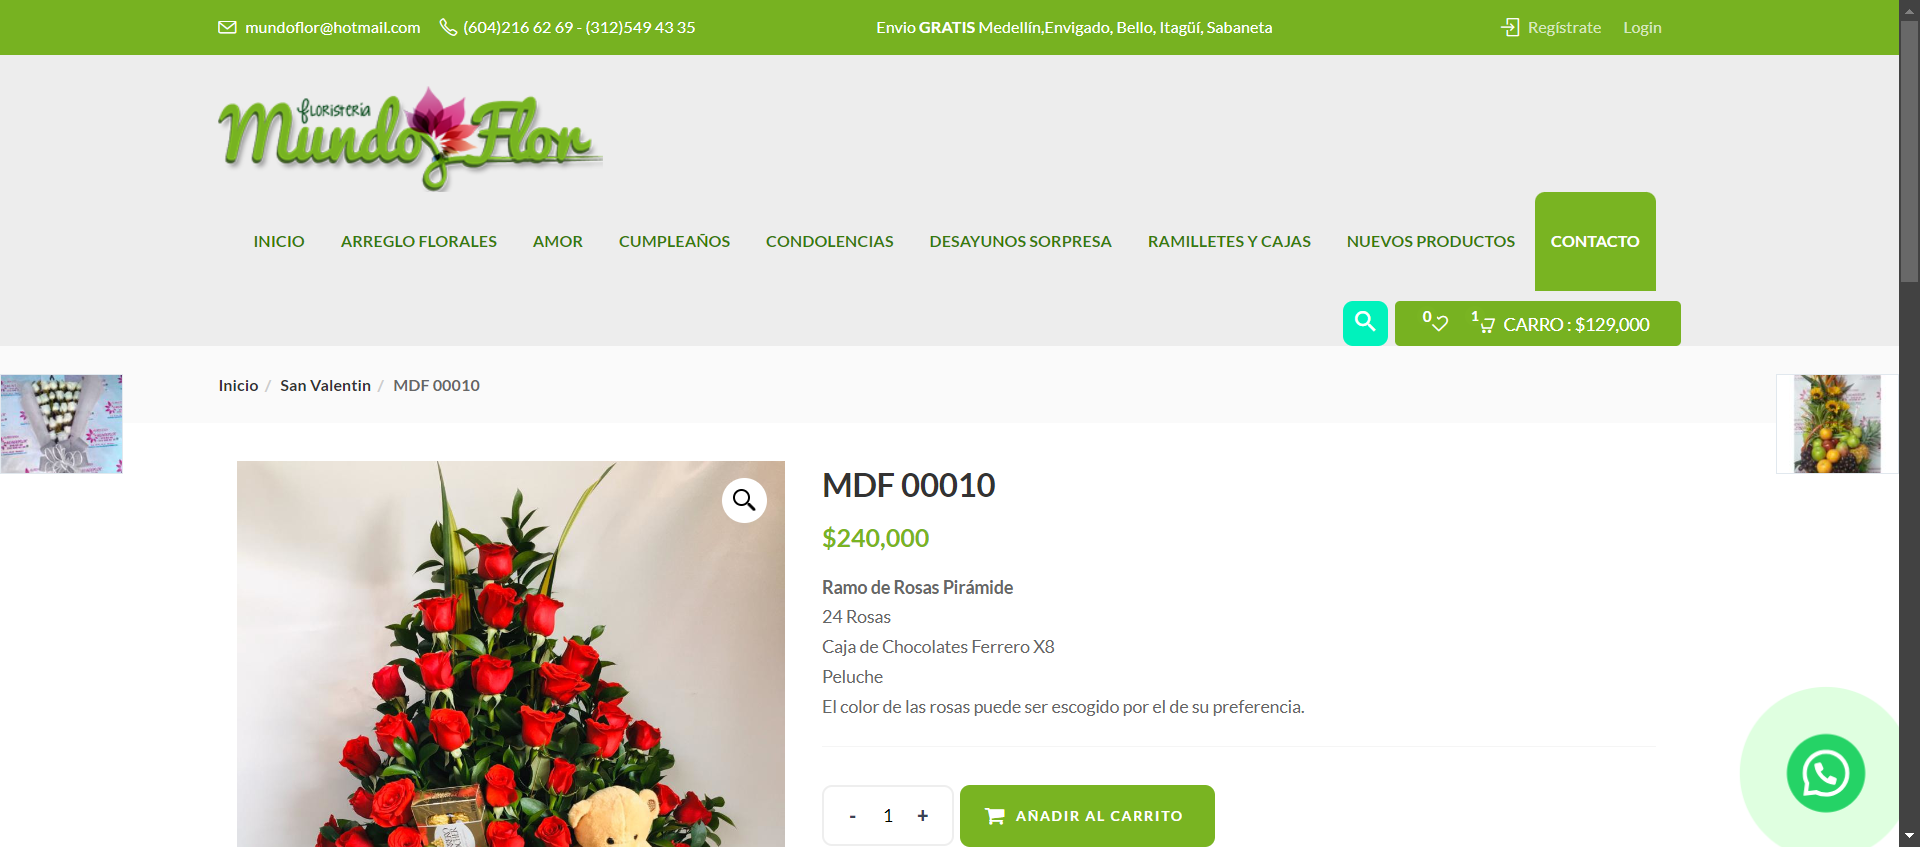 mundoflor@hotmail.com (604)216 62 69 - (312)549 43 35 Envio GRATIS Medellín,Envigado, Bello, Itagüí, Sabaneta Regístrate Login
floristería
Mundo Flor
INICIO ARREGLO FLORALES AMOR CUMPLEAÑOS CONDOLENCIAS DESAYUNOS SORPRESA RAMILLETES Y CAJAS NUEVOS PRODUCTOS CONTACTO
0 1 CARRO : $129,000
Inicio / San Valentin / MDF 00010
MDF 00010
$240,000
Ramo de Rosas Pirámide
24 Rosas
Caja de Chocolates Ferrero X8
Peluche
El color de las rosas puede ser escogido por el de su preferencia.
- 1 + AÑADIR AL CARRITO